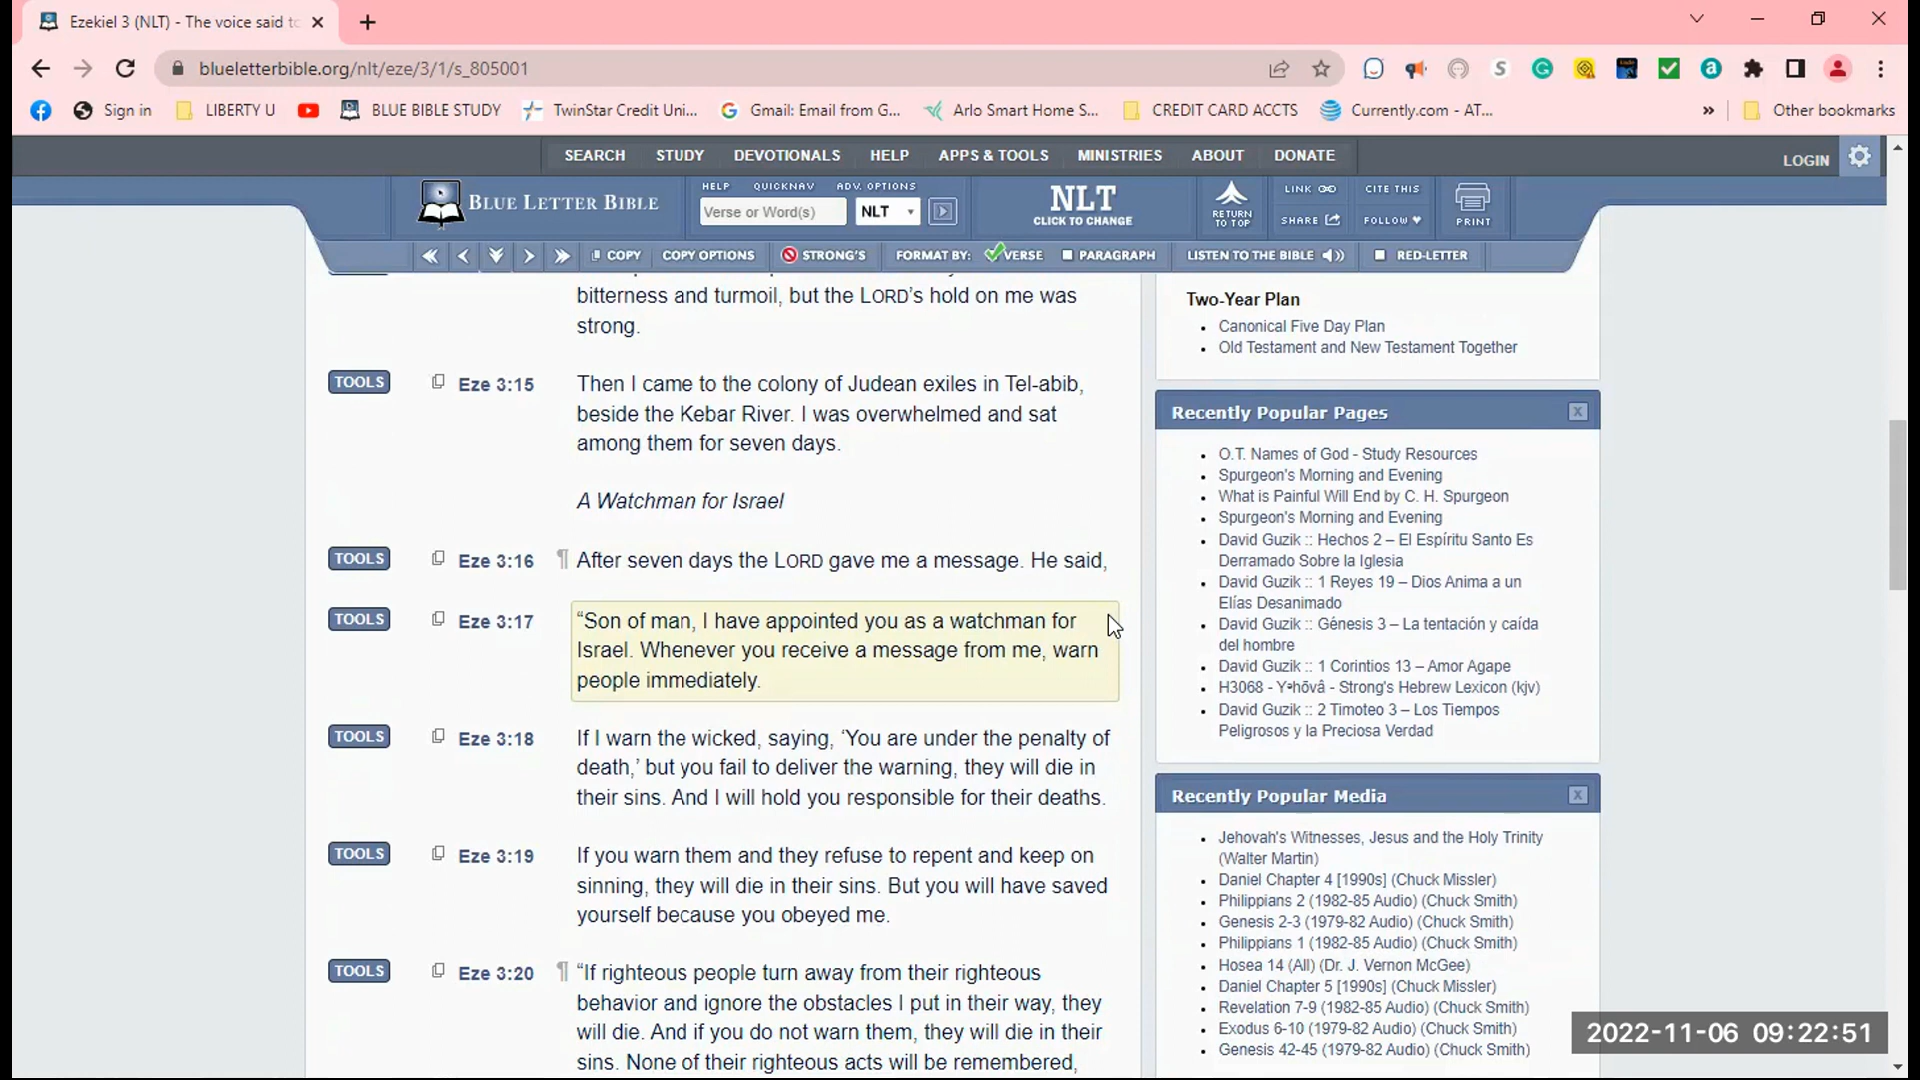 Ezekiel 3 (NLT) - The voice said to
blueletterbible.org/nlt/eze/3/1/s_805001
Sign in
LIBERTY U
BLUE BIBLE STUDY
TwinStar Credit Uni...
Gmail: Email from G...
Arlo Smart Home S...
CREDIT CARD ACCTS
Currently.com - AT...
»
Other bookmarks
SEARCH STUDY DEVOTIONALS HELP APPS & TOOLS MINISTRIES ABOUT DONATE
LOGIN
BLUE LETTER BIBLE
HELP QUICKNAV ADV. OPTIONS
Verse or Word(s)
NLT
NLT
CLICK TO CHANGE
RETURN
TO TOP
LINK
CITE THIS
SHARE
FOLLOW
PRINT
COPY COPY OPTIONS STRONG'S FORMAT BY: VERSE PARAGRAPH LISTEN TO THE BIBLE RED-LETTER
bitterness and turmoil, but the LORD's hold on me was
strong.
TOOLS Eze 3:15 Then I came to the colony of Judean exiles in Tel-abib,
beside the Kebar River. I was overwhelmed and sat
among them for seven days.
A Watchman for Israel
TOOLS Eze 3:16 ¶ After seven days the LORD gave me a message. He said,
TOOLS Eze 3:17 “Son of man, I have appointed you as a watchman for
Israel. Whenever you receive a message from me, warn
people immediately.
TOOLS Eze 3:18 If I warn the wicked, saying, ‘You are under the penalty of
death,’ but you fail to deliver the warning, they will die in
their sins. And I will hold you responsible for their deaths.
TOOLS Eze 3:19 If you warn them and they refuse to repent and keep on
sinning, they will die in their sins. But you will have saved
yourself because you obeyed me.
TOOLS Eze 3:20 ¶ “If righteous people turn away from their righteous
behavior and ignore the obstacles I put in their way, they
will die. And if you do not warn them, they will die in their
sins. None of their righteous acts will be remembered,
Two-Year Plan
Canonical Five Day Plan
Old Testament and New Testament Together
Recently Popular Pages
O.T. Names of God - Study Resources
Spurgeon's Morning and Evening
What is Painful Will End by C. H. Spurgeon
Spurgeon's Morning and Evening
David Guzik :: Hechos 2 – El Espíritu Santo Es
Derramado Sobre la Iglesia
David Guzik :: 1 Reyes 19 – Dios Anima a un
Elías Desanimado
David Guzik :: Génesis 3 – La tentación y caída
del hombre
David Guzik :: 1 Corintios 13 – Amor Agape
H3068 - Yᵊhōvâ - Strong's Hebrew Lexicon (kjv)
David Guzik :: 2 Timoteo 3 – Los Tiempos
Peligrosos y la Preciosa Verdad
Recently Popular Media
Jehovah's Witnesses, Jesus and the Holy Trinity
(Walter Martin)
Daniel Chapter 4 [1990s] (Chuck Missler)
Philippians 2 (1982-85 Audio) (Chuck Smith)
Genesis 2-3 (1979-82 Audio) (Chuck Smith)
Philippians 1 (1982-85 Audio) (Chuck Smith)
Hosea 14 (All) (Dr. J. Vernon McGee)
Daniel Chapter 5 [1990s] (Chuck Missler)
Revelation 7-9 (1982-85 Audio) (Chuck Smith)
Exodus 6-10 (1979-82 Audio) (Chuck Smith)
Genesis 42-45 (1979-82 Audio) (Chuck Smith)
2022-11-06 09:22:51